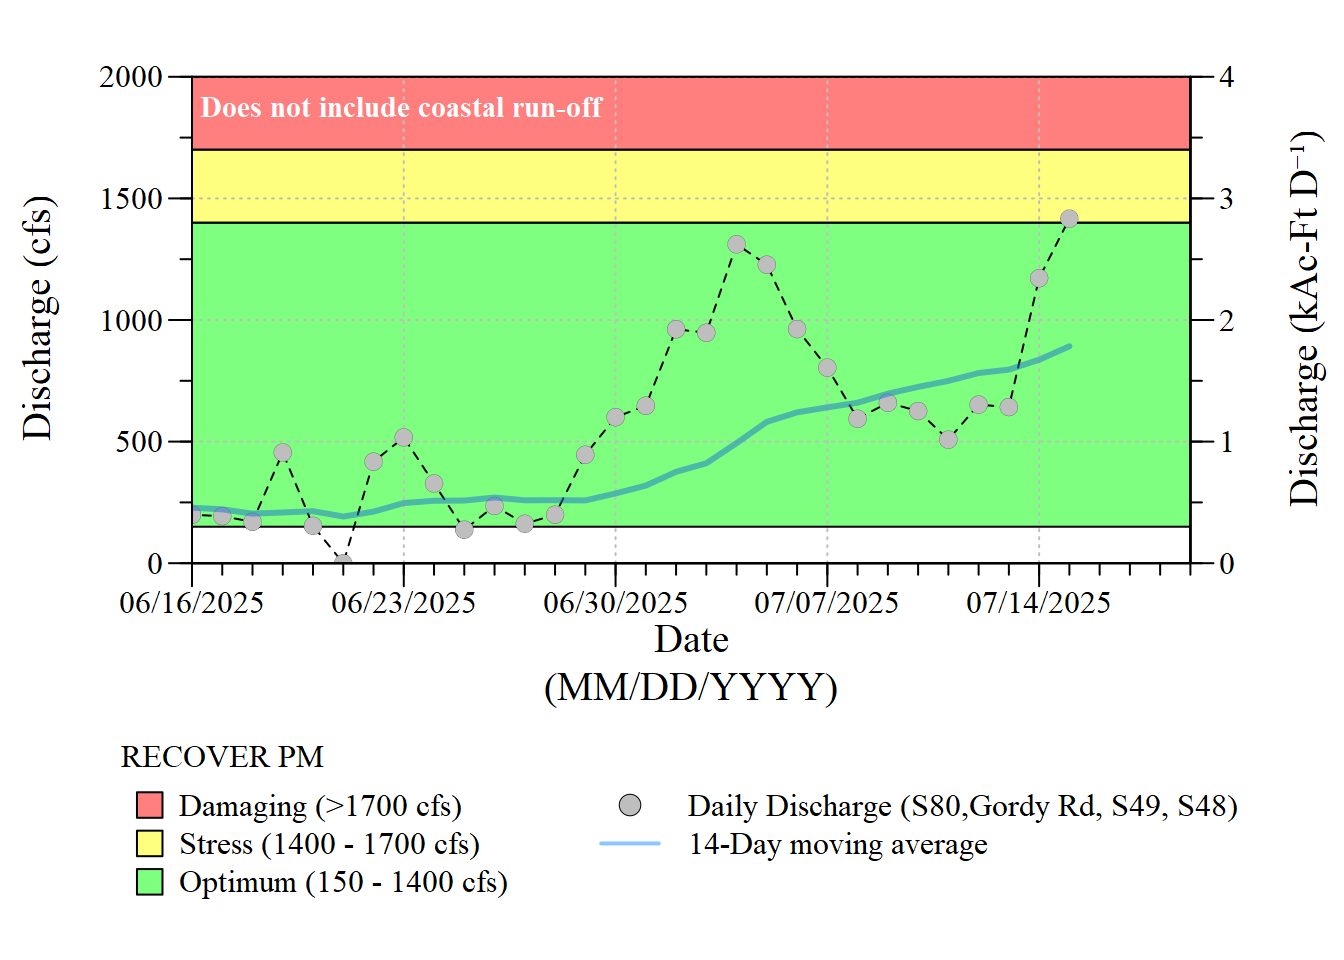 Does not include coastal run-off
2000
1500
1000
500
0
Discharge (cfs)
4
3
2
1
0
Discharge (kAc-Ft D⁻¹)
06/16/2025 06/23/2025 06/30/2025 07/07/2025 07/14/2025
Date
(MM/DD/YYYY)
RECOVER PM
Damaging (>1700 cfs)
Stress (1400 - 1700 cfs)
Optimum (150 - 1400 cfs)
Daily Discharge (S80,Gordy Rd, S49, S48)
14-Day moving average